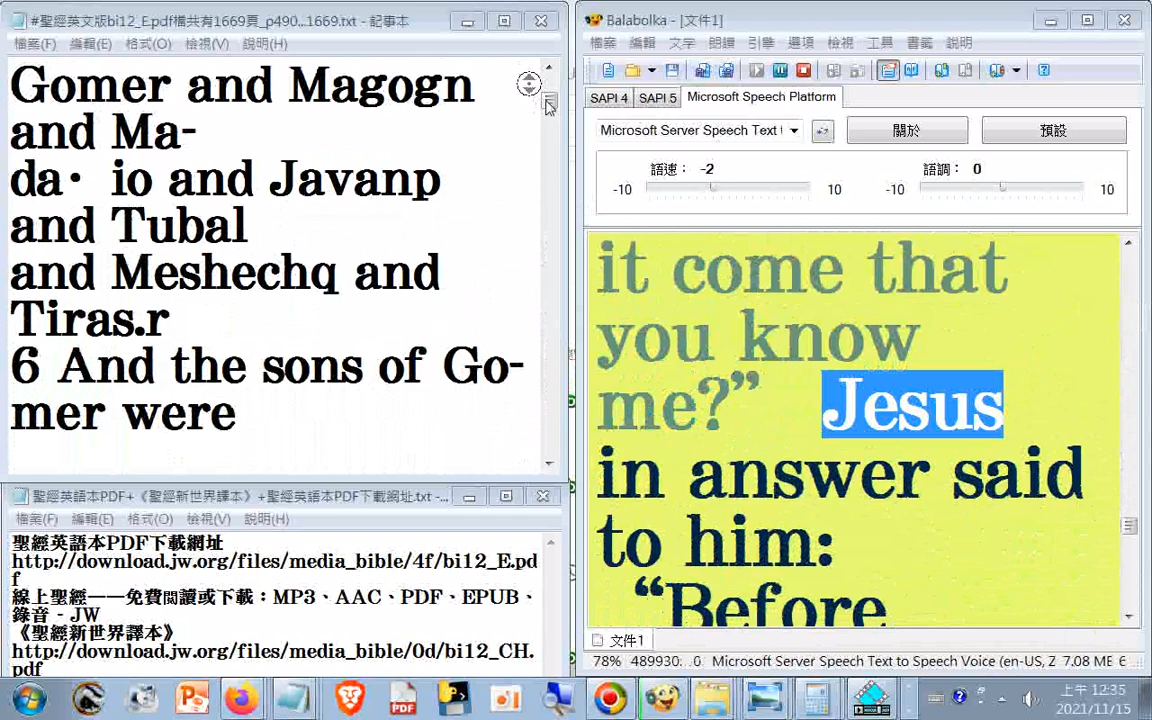 #聖經英文版bi12_E.pdf檔共有1669頁_p490...1669.txt - 記事本
檔案(F) 編輯(E) 格式(O) 檢視(V) 說明(H)
Gomer and Magogn
and Ma-
da· io and Javanp
and Tubal
and Meshechq and
Tiras.r
6 And the sons of Go-
mer were
聖經英語本PDF+《聖經新世界譯本》+聖經英語本PDF下載網址.txt -...
檔案(F) 編輯(E) 格式(O) 檢視(V) 說明(H)
聖經英語本PDF下載網址
http://download.jw.org/files/media_bible/4f/bi12_E.pd
f
線上聖經——免費閱讀或下載：MP3、AAC、PDF、EPUB、
錄音 - JW
《聖經新世界譯本》
http://download.jw.org/files/media_bible/0d/bi12_CH.
pdf
Balabolka - [文件1]
檔案 編輯 文字 朗讀 引擎 選項 檢視 工具 書籤 說明
SAPI 4 SAPI 5 Microsoft Speech Platform
Microsoft Server Speech Text 關於 預設
語速： -2 語調： 0
-10 10 -10 10
it come that
you know
me?” Jesus
in answer said
to him:
“Before
文件1
78% 489930... 0 Microsoft Server Speech Text to Speech Voice (en-US, Z 7.08 ME 6
上午 12:35
2021/11/15